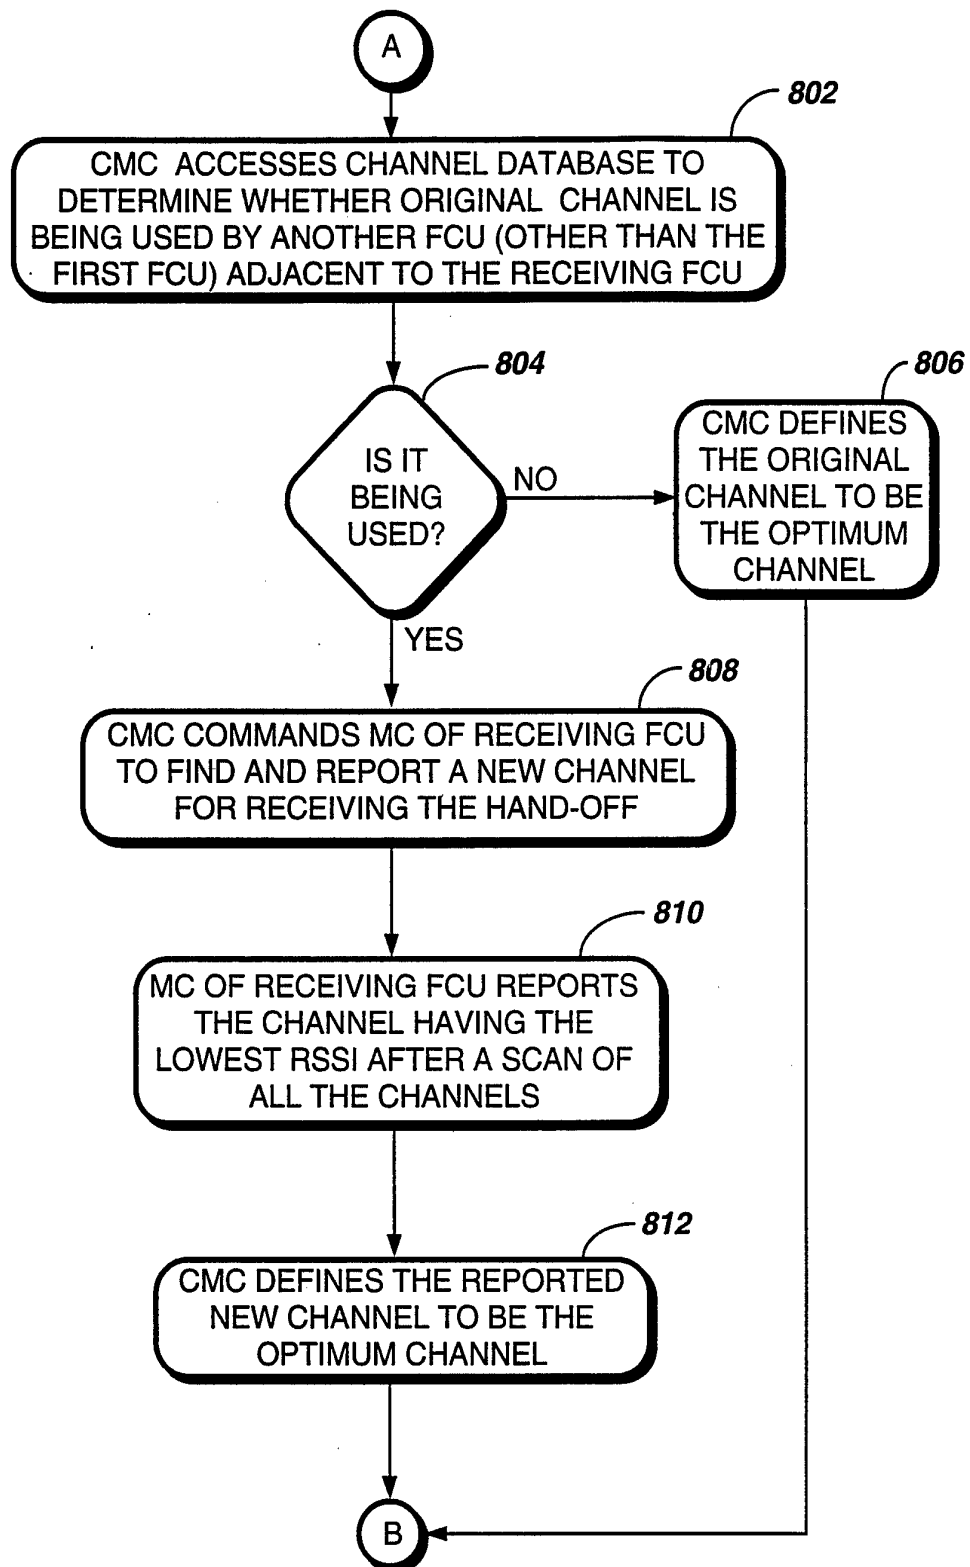 A
802
CMC ACCESSES CHANNEL DATABASE TO
DETERMINE WHETHER ORIGINAL CHANNEL IS
BEING USED BY ANOTHER FCU (OTHER THAN THE
FIRST FCU) ADJACENT TO THE RECEIVING FCU
804
IS IT
BEING
USED?
NO
806
CMC DEFINES
THE ORIGINAL
CHANNEL TO BE
THE OPTIMUM
CHANNEL
YES
808
CMC COMMANDS MC OF RECEIVING FCU
TO FIND AND REPORT A NEW CHANNEL
FOR RECEIVING THE HAND-OFF
810
MC OF RECEIVING FCU REPORTS
THE CHANNEL HAVING THE
LOWEST RSSI AFTER A SCAN OF
ALL THE CHANNELS
812
CMC DEFINES THE REPORTED
NEW CHANNEL TO BE THE
OPTIMUM CHANNEL
B